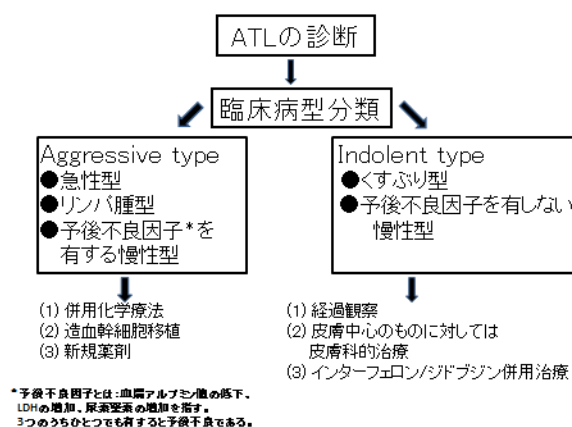 ATLの診断
臨床病型分類
Aggressive type
●急性型
●リンパ腫型
●予後不良因子*を
有する慢性型
Indolent type
●くすぶり型
●予後不良因子を有しない
慢性型
(1) 併用化学療法
(2) 造血幹細胞移植
(3) 新規薬剤
(1) 経過観察
(2) 皮膚中心のものに対しては
皮膚科的治療
(3) インターフェロン/ジドブジン併用治療
*予後不良因子とは:血清アルブミン値の低下、
LDHの増加、尿素窒素の増加を指す。
3つのうちひとつでも有すると予後不良である。